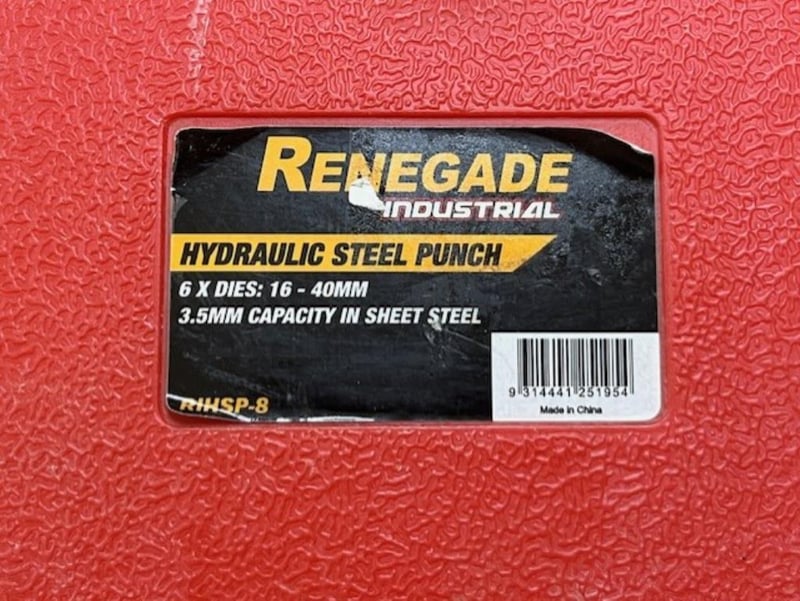 RENEGADE
INDUSTRIAL
HYDRAULIC STEEL PUNCH
6 X DIES: 16 - 40MM
3.5MM CAPACITY IN SHEET STEEL
RIHSP-8
9 314441 251954
Made in China